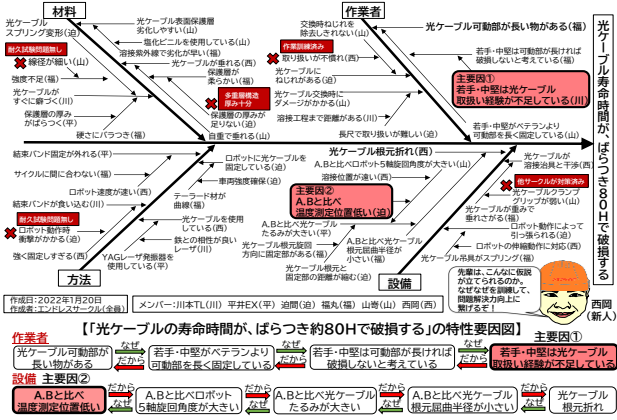 材料
作業者
光ケーブル
スプリング変形(迫)
光ケーブル表面保護層
劣化しやすい(山)
耐久試験問題無し
線径が細い(山)
塩化ビニルを使用している(山)
溶接紫外線で劣化が早い(福)
光ケーブルが垂れる(西)
強度不足(福)
保護層が
柔らかい(福)
光ケーブルが
すぐに癖づく(川)
多重層構造
厚み十分
保護層の厚み
がばらつく(平)
保護層の厚みが
足りない(迫)
硬さにバラつき(福)
自重で垂れる(山)
交換時ねじれを
除去しきれない(山)
光ケーブル可動部が長い物がある(福)
作業訓練済み
取り扱いが不慣れ(西)
若手・中堅は可動部が長ければ
破損しないと考えている(福)
光ケーブルに
ねじれがある(迫)
主要因①
若手・中堅は光ケーブル
取扱い経験が不足している(川)
光ケーブル交換時に
ダメージがかかる(山)
溶接工程まで距離がある(川)
若手・中堅がベテランより
可動部を長く固定している(山)
長尺で取り扱いが難しい(迫)
光ケーブル寿命時間が、ばらつき80Hで破損する
結束バンド固定が外れる(平)
ロボットに光ケーブルを
固定している(迫)
サイクルに間に合わない(福)
車両強度確保(迫)
ロボット速度が速い(西)
テーラード材が
曲線(福)
結束バンドが食い込む(川)
耐久試験問題無し
ロボット動作時
衝撃がかかる(迫)
光ケーブルを使用
している(西)
鉄との相性が良い
レーザ(川)
強く固定しすぎる(西)
YAGレーザ発振器を
使用している(平)
方法
光ケーブル根元折れ(西)
A.Bと比べロボット5軸旋回角度が大きい(山)
光ケーブルが
溶接治具と干渉(西)
溶接位置が遠い(西)
他サークルが対策済み
主要因②
A.Bと比べ
温度測定位置低い(迫)
光ケーブルクランプ
グリップが弱い(山)
光ケーブルが重みで
垂れさがる(福)
A.Bと比べ光ケーブル
たるみが大きい(平)
ロボット動作によって
引っ張られる(迫)
光ケーブル根元旋回
方向に固定部がある(福)
A.Bと比べ光ケーブル
根元屈曲半径が
小さい(福)
ロボットの伸縮動作に対応(西)
光ケーブル吊具がスプリング(福)
光ケーブル根元と
固定部の距離が縮む(迫)
設備
先輩は、こんなに仮説
が立てられるのか。
なぜなぜを訓練して、
問題解決力向上に
繋げるぞ!
西岡
(新人)
作成日:2022年1月20日
作成者:エンドレスサークル(全員)
メンバー:川本TL(川) 平井EX(平) 迫間(迫) 福丸(福) 山嵜(山) 西岡(西)
【「光ケーブルの寿命時間が、ばらつき約80Hで破損する」の特性要因図】
作業者
主要因①
光ケーブル可動部が
長い物がある
なぜ
だから
若手・中堅がベテランより
可動部を長く固定している
なぜ
だから
若手・中堅は可動部が長ければ
破損しないと考えている
なぜ
だから
若手・中堅は光ケーブル
取扱い経験が不足している
設備 主要因②
A.Bと比べ
温度測定位置低い
だから
なぜ
A.Bと比べロボット
5軸旋回角度が大きい
だから
なぜ
A.Bと比べ光ケーブル
たるみが大きい
だから
なぜ
A.Bと比べ光ケーブル
根元屈曲半径が小さい
だから
なぜ
光ケーブル
根元折れ